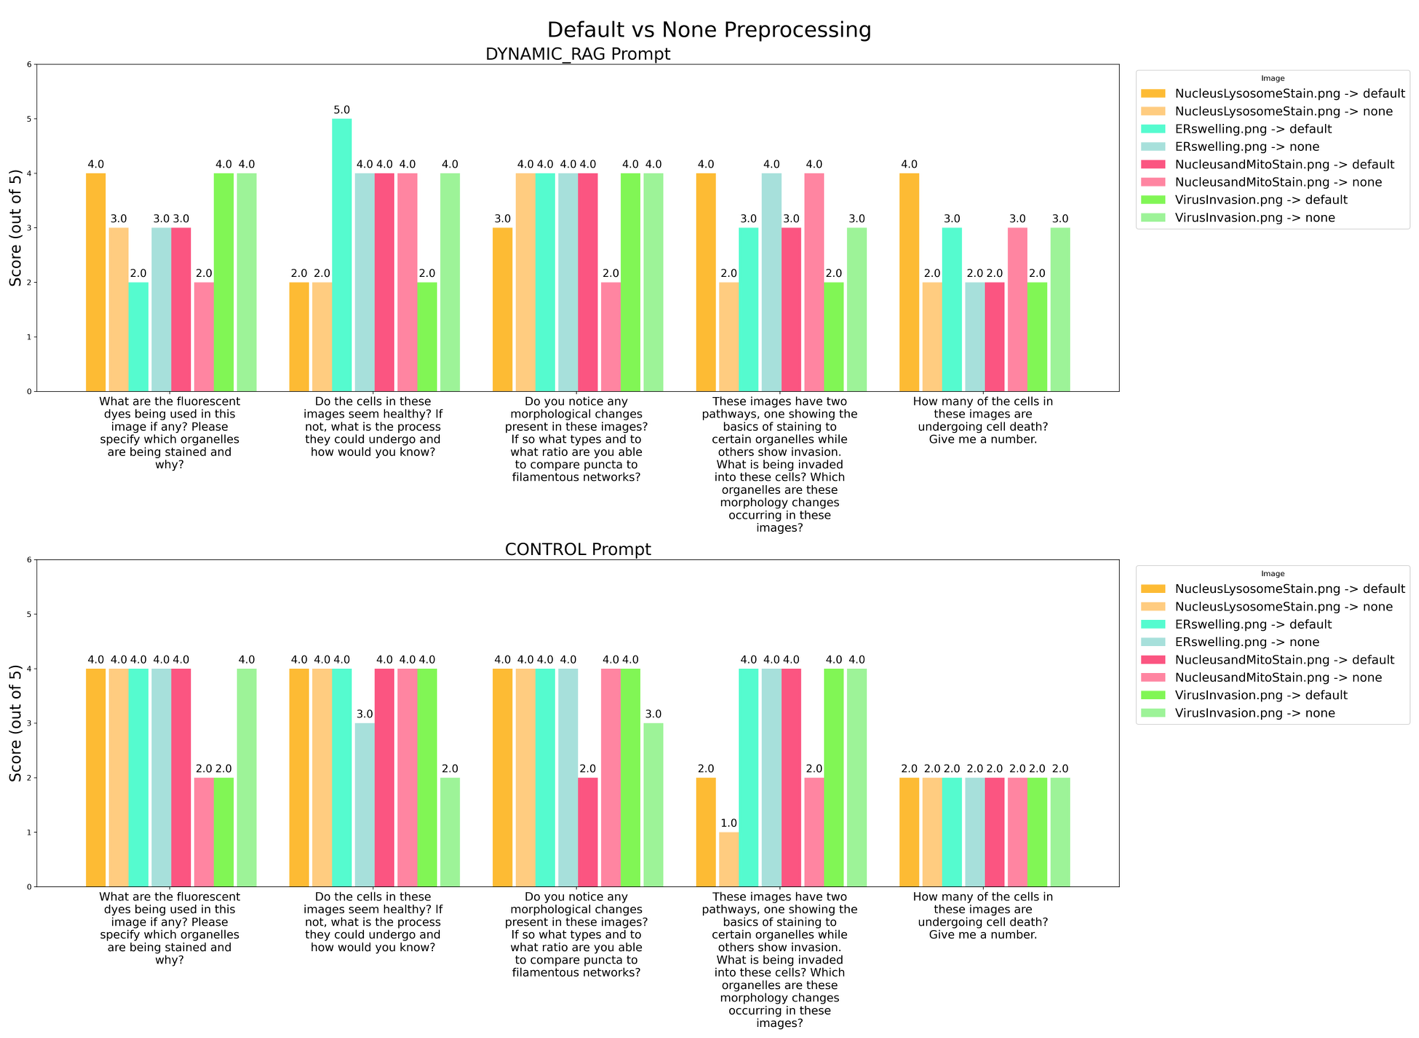 Default vs None Preprocessing
DYNAMIC_RAG Prompt
Score (out of 5)
6
5
4
3
2
1
0
4.0
3.0
2.0
3.0
3.0
2.0
4.0
4.0
2.0
2.0
5.0
4.0
4.0
4.0
2.0
4.0
3.0
4.0
4.0
4.0
4.0
2.0
4.0
4.0
4.0
2.0
3.0
4.0
3.0
4.0
2.0
3.0
4.0
2.0
3.0
2.0
2.0
3.0
2.0
3.0
What are the fluorescent
dyes being used in this
image if any? Please
specify which organelles
are being stained and
why?
Do the cells in these
images seem healthy? If
not, what is the process
they could undergo and
how would you know?
Do you notice any
morphological changes
present in these images?
If so what types and to
what ratio are you able
to compare puncta to
filamentous networks?
These images have two
pathways, one showing the
basics of staining to
certain organelles while
others show invasion.
What is being invaded
into these cells? Which
organelles are these
morphology changes
occurring in these
images?
How many of the cells in
these images are
undergoing cell death?
Give me a number.
Image
NucleusLysosomeStain.png -> default
NucleusLysosomeStain.png -> none
ERswelling.png -> default
ERswelling.png -> none
NucleusandMitoStain.png -> default
NucleusandMitoStain.png -> none
VirusInvasion.png -> default
VirusInvasion.png -> none
CONTROL Prompt
Score (out of 5)
6
5
4
3
2
1
0
4.0
4.0
4.0
4.0
4.0
2.0
2.0
4.0
4.0
4.0
4.0
3.0
4.0
4.0
4.0
2.0
4.0
4.0
4.0
4.0
2.0
4.0
4.0
3.0
2.0
1.0
4.0
4.0
4.0
2.0
4.0
4.0
2.0
2.0
2.0
2.0
2.0
2.0
2.0
2.0
What are the fluorescent
dyes being used in this
image if any? Please
specify which organelles
are being stained and
why?
Do the cells in these
images seem healthy? If
not, what is the process
they could undergo and
how would you know?
Do you notice any
morphological changes
present in these images?
If so what types and to
what ratio are you able
to compare puncta to
filamentous networks?
These images have two
pathways, one showing the
basics of staining to
certain organelles while
others show invasion.
What is being invaded
into these cells? Which
organelles are these
morphology changes
occurring in these
images?
How many of the cells in
these images are
undergoing cell death?
Give me a number.
Image
NucleusLysosomeStain.png -> default
NucleusLysosomeStain.png -> none
ERswelling.png -> default
ERswelling.png -> none
NucleusandMitoStain.png -> default
NucleusandMitoStain.png -> none
VirusInvasion.png -> default
VirusInvasion.png -> none